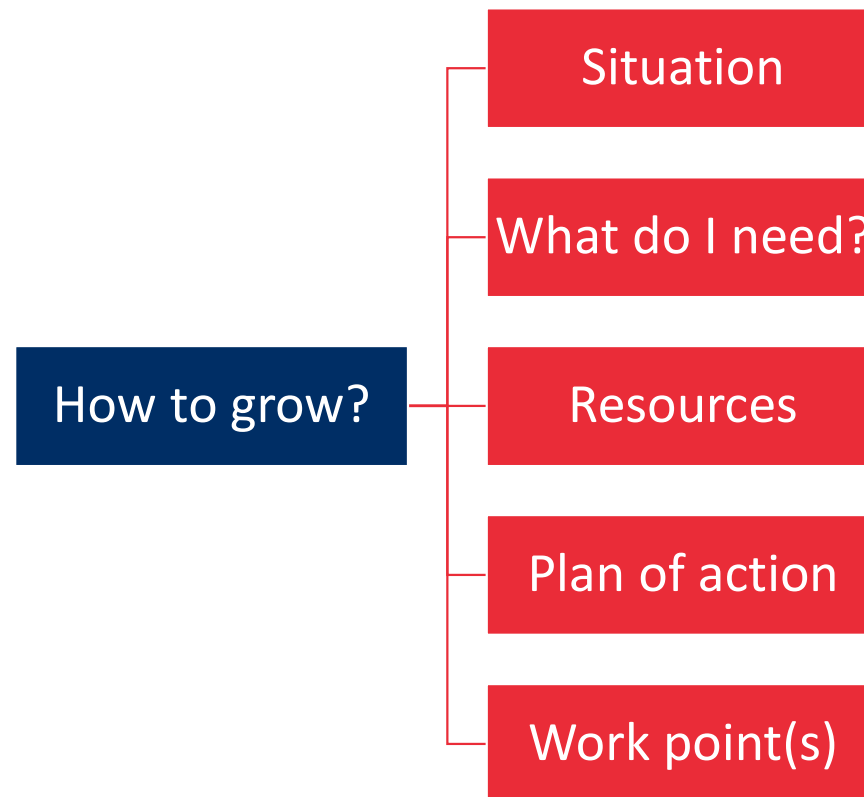 Situation
What do I need?
How to grow?
Resources
Plan of action
Work point(s)